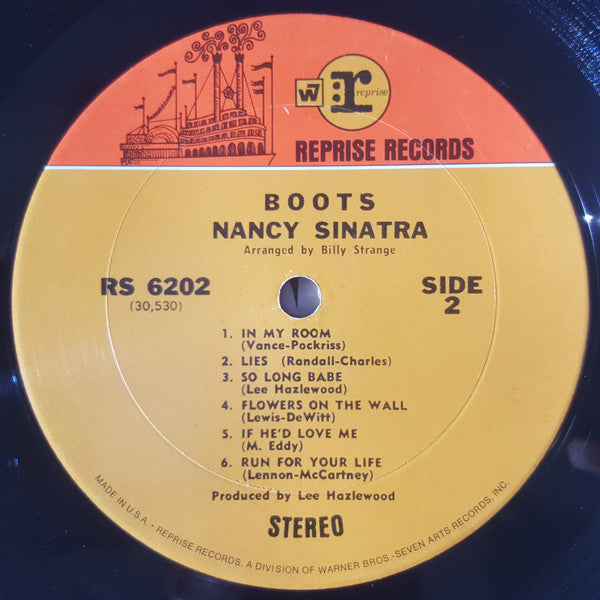 W7 r: reprise
REPRISE RECORDS
BOOTS
NANCY SINATRA
Arranged by Billy Strange
RS 6202
(30,530)
SIDE
2
1. IN MY ROOM
(Vance-Pockriss)
2. LIES (Randall-Charles)
3. SO LONG BABE
(Lee Hazlewood)
4. FLOWERS ON THE WALL
(Lewis-DeWitt)
5. IF HE'D LOVE ME
(M. Eddy)
6. RUN FOR YOUR LIFE
(Lennon-McCartney)
Produced by Lee Hazlewood
STEREO
MADE IN U.S.A. - REPRISE RECORDS, A DIVISION OF WARNER BROS.-SEVEN ARTS RECORDS, INC.